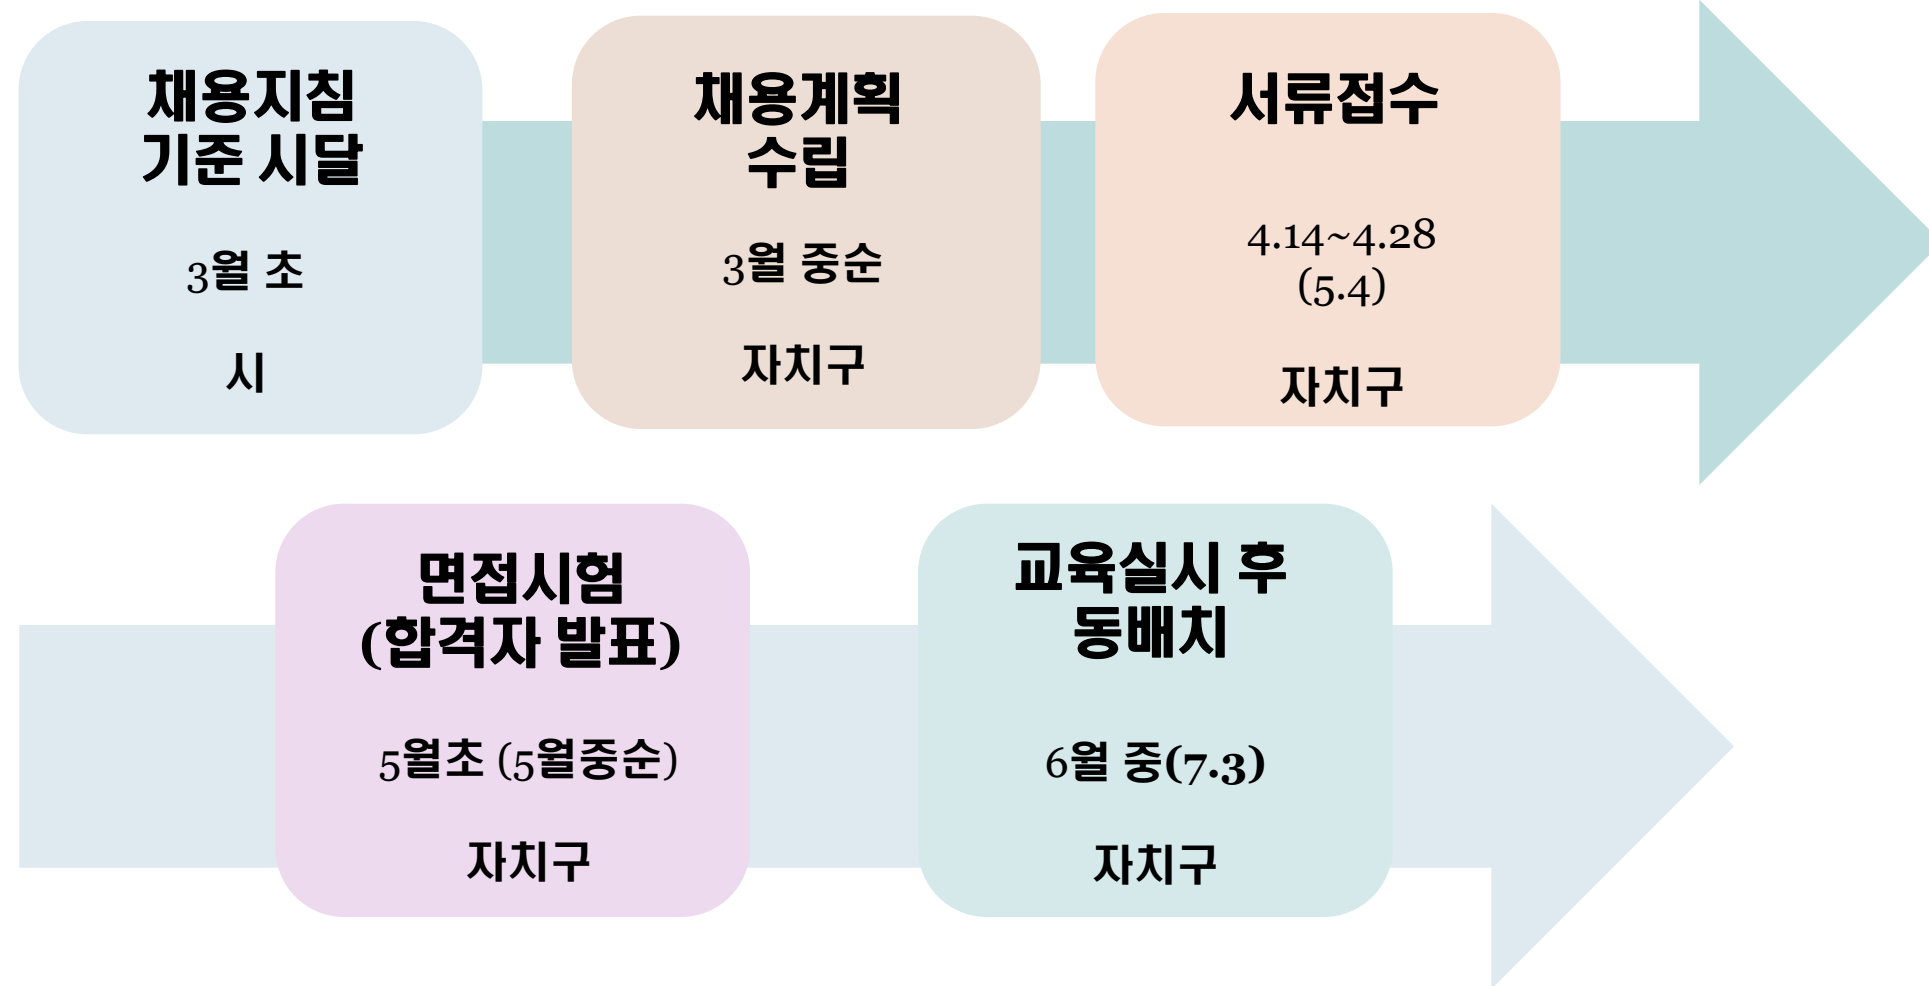 채용지침
기준 시달
3월 초
시
채용계획
수립
3월 중순
자치구
서류접수
4.14~4.28
(5.4)
자치구
면접시험
(합격자 발표)
5월초 (5월중순)
자치구
교육실시 후
동배치
6월 중(7.3)
자치구